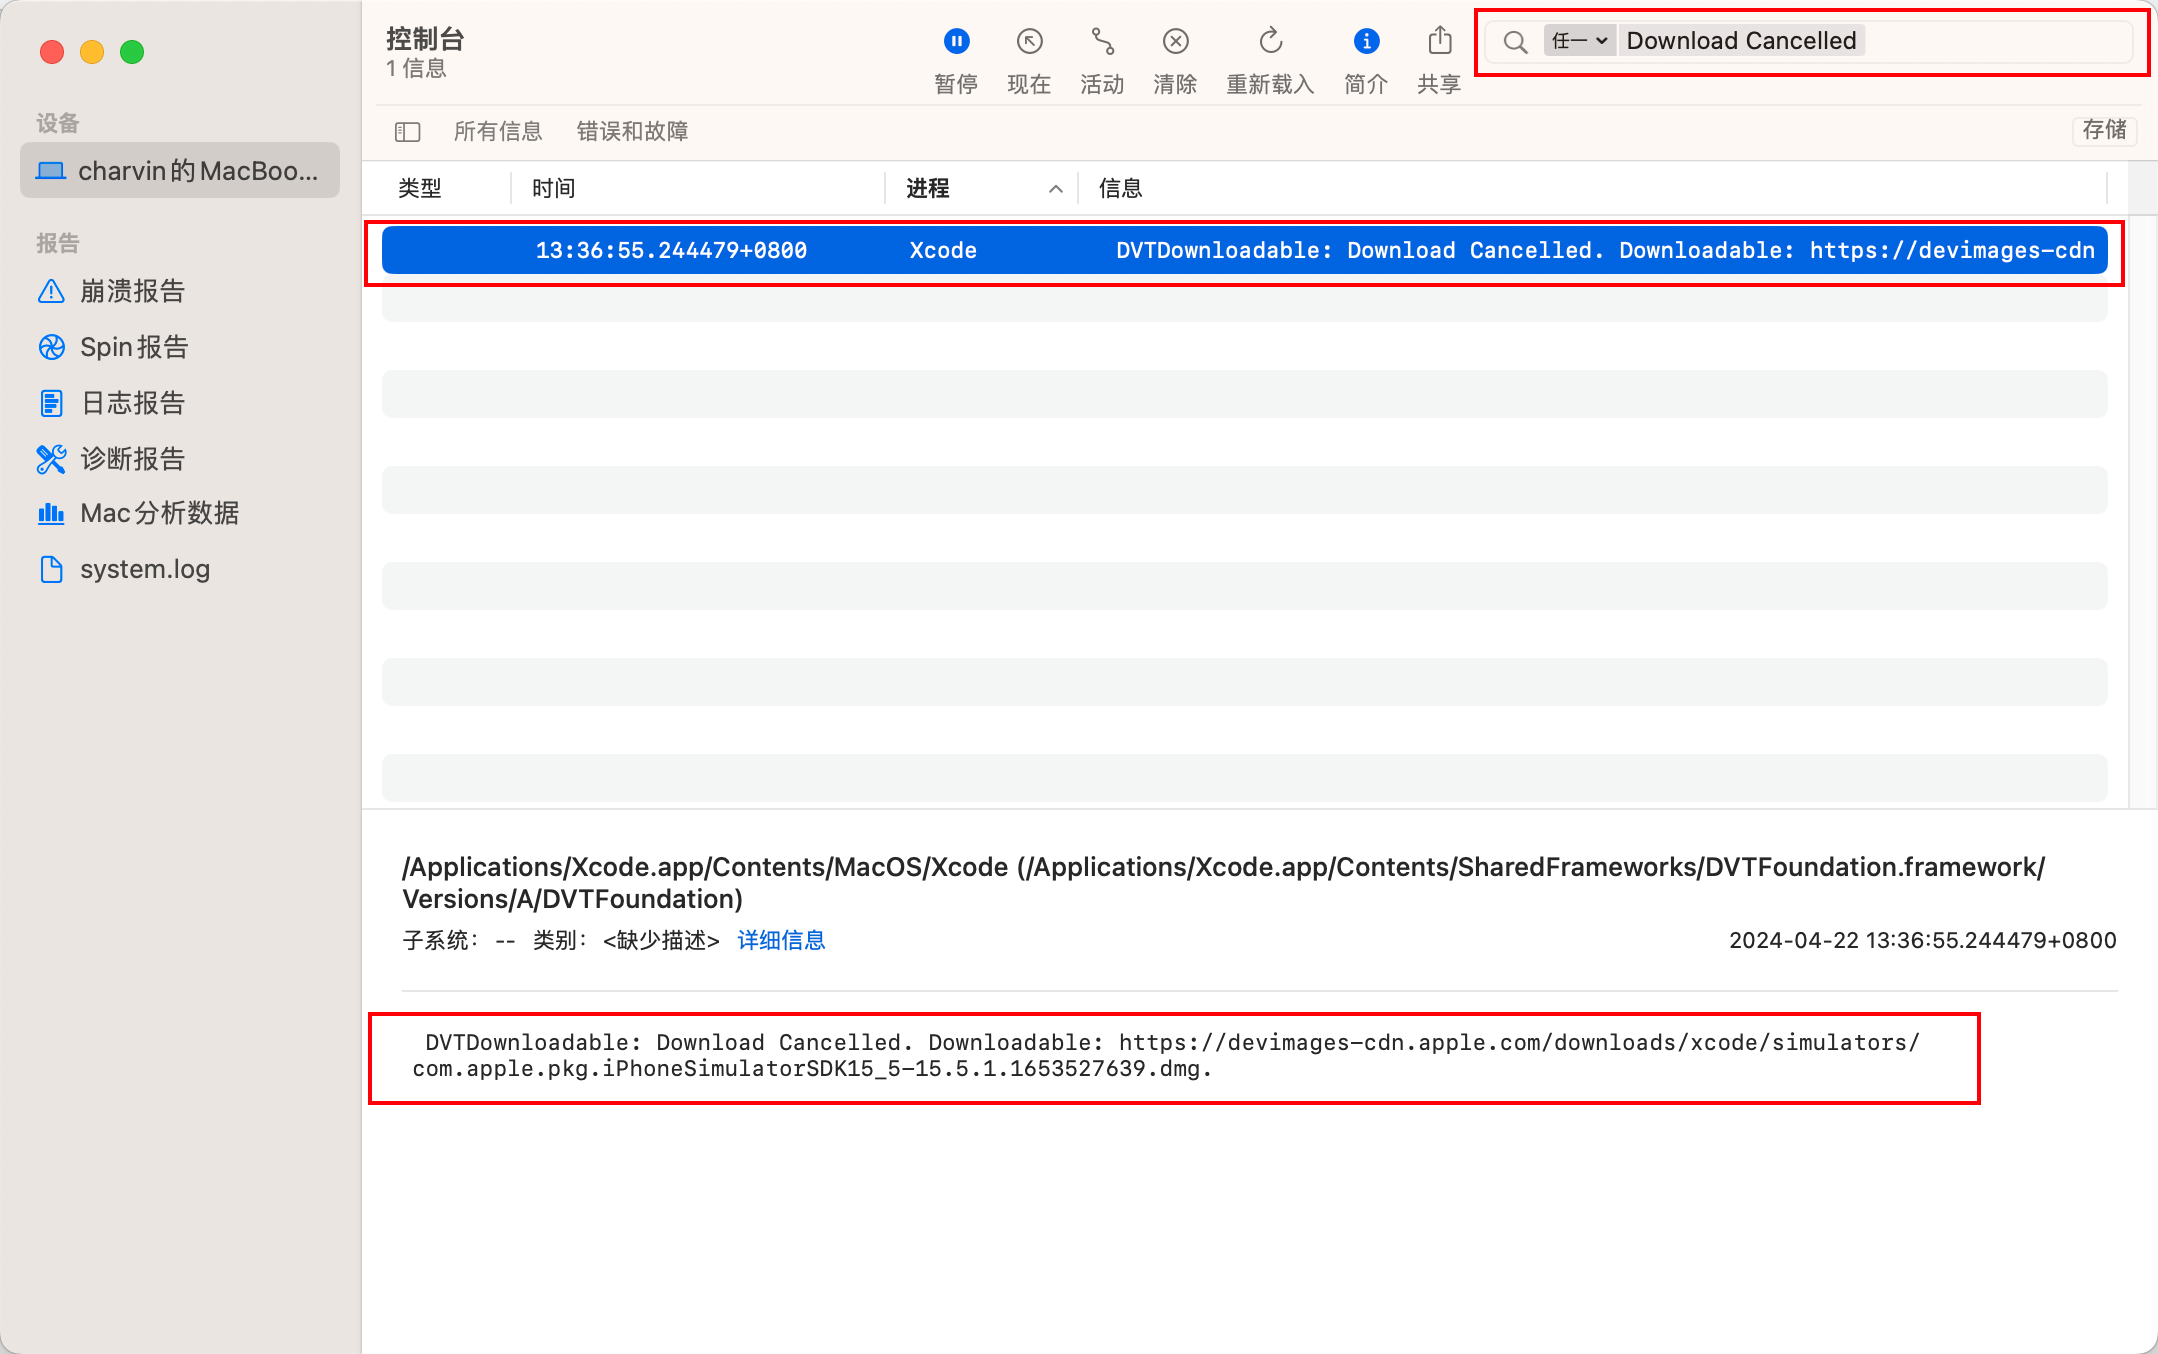 控制台
1 信息
暂停
现在
活动
清除
重新载入
简介
共享
任一 Download Cancelled
设备
charvin的MacBoo...
报告
崩溃报告
Spin报告
日志报告
诊断报告
Mac分析数据
system.log
所有信息 错误和故障 存储
类型 时间 进程 信息
13:36:55.244479+0800 Xcode DVTDownloadable: Download Cancelled. Downloadable: https://devimages-cdn
/Applications/Xcode.app/Contents/MacOS/Xcode (/Applications/Xcode.app/Contents/SharedFrameworks/DVTFoundation.framework/
Versions/A/DVTFoundation)
子系统: -- 类别: <缺少描述> 详细信息 2024-04-22 13:36:55.244479+0800
DVTDownloadable: Download Cancelled. Downloadable: https://devimages-cdn.apple.com/downloads/xcode/simulators/
com.apple.pkg.iPhoneSimulatorSDK15_5-15.5.1.1653527639.dmg.